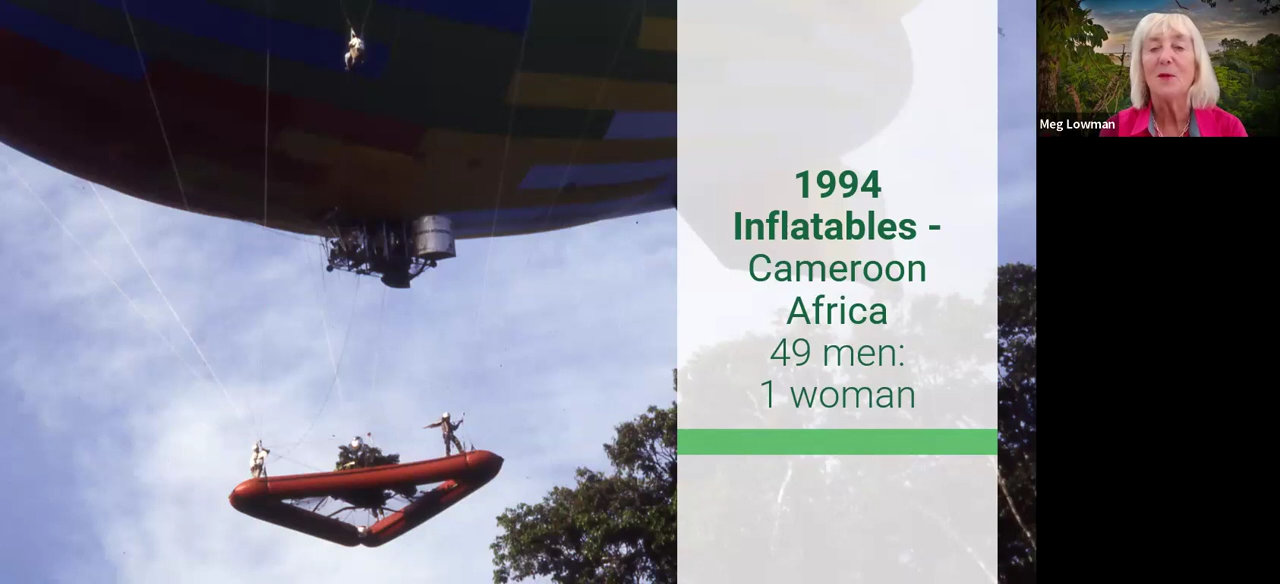 1994
Inflatables -
Cameroon
Africa
49 men:
1 woman
Meg Lowman